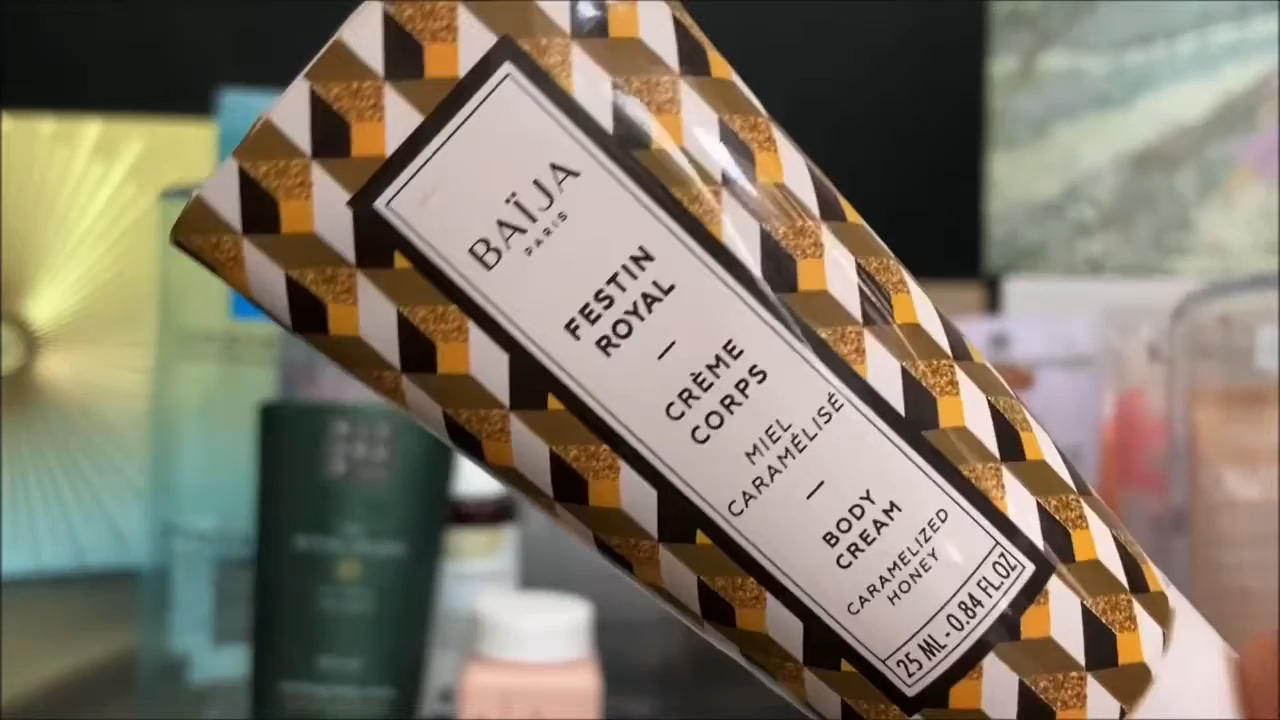 BAÏJA
PARIS
FESTIN
ROYAL
—
CRÈME
CORPS
MIEL
CARAMÉLISÉ
—
BODY
CREAM
CARAMELIZED
HONEY
25 ML - 0.84 FL.OZ